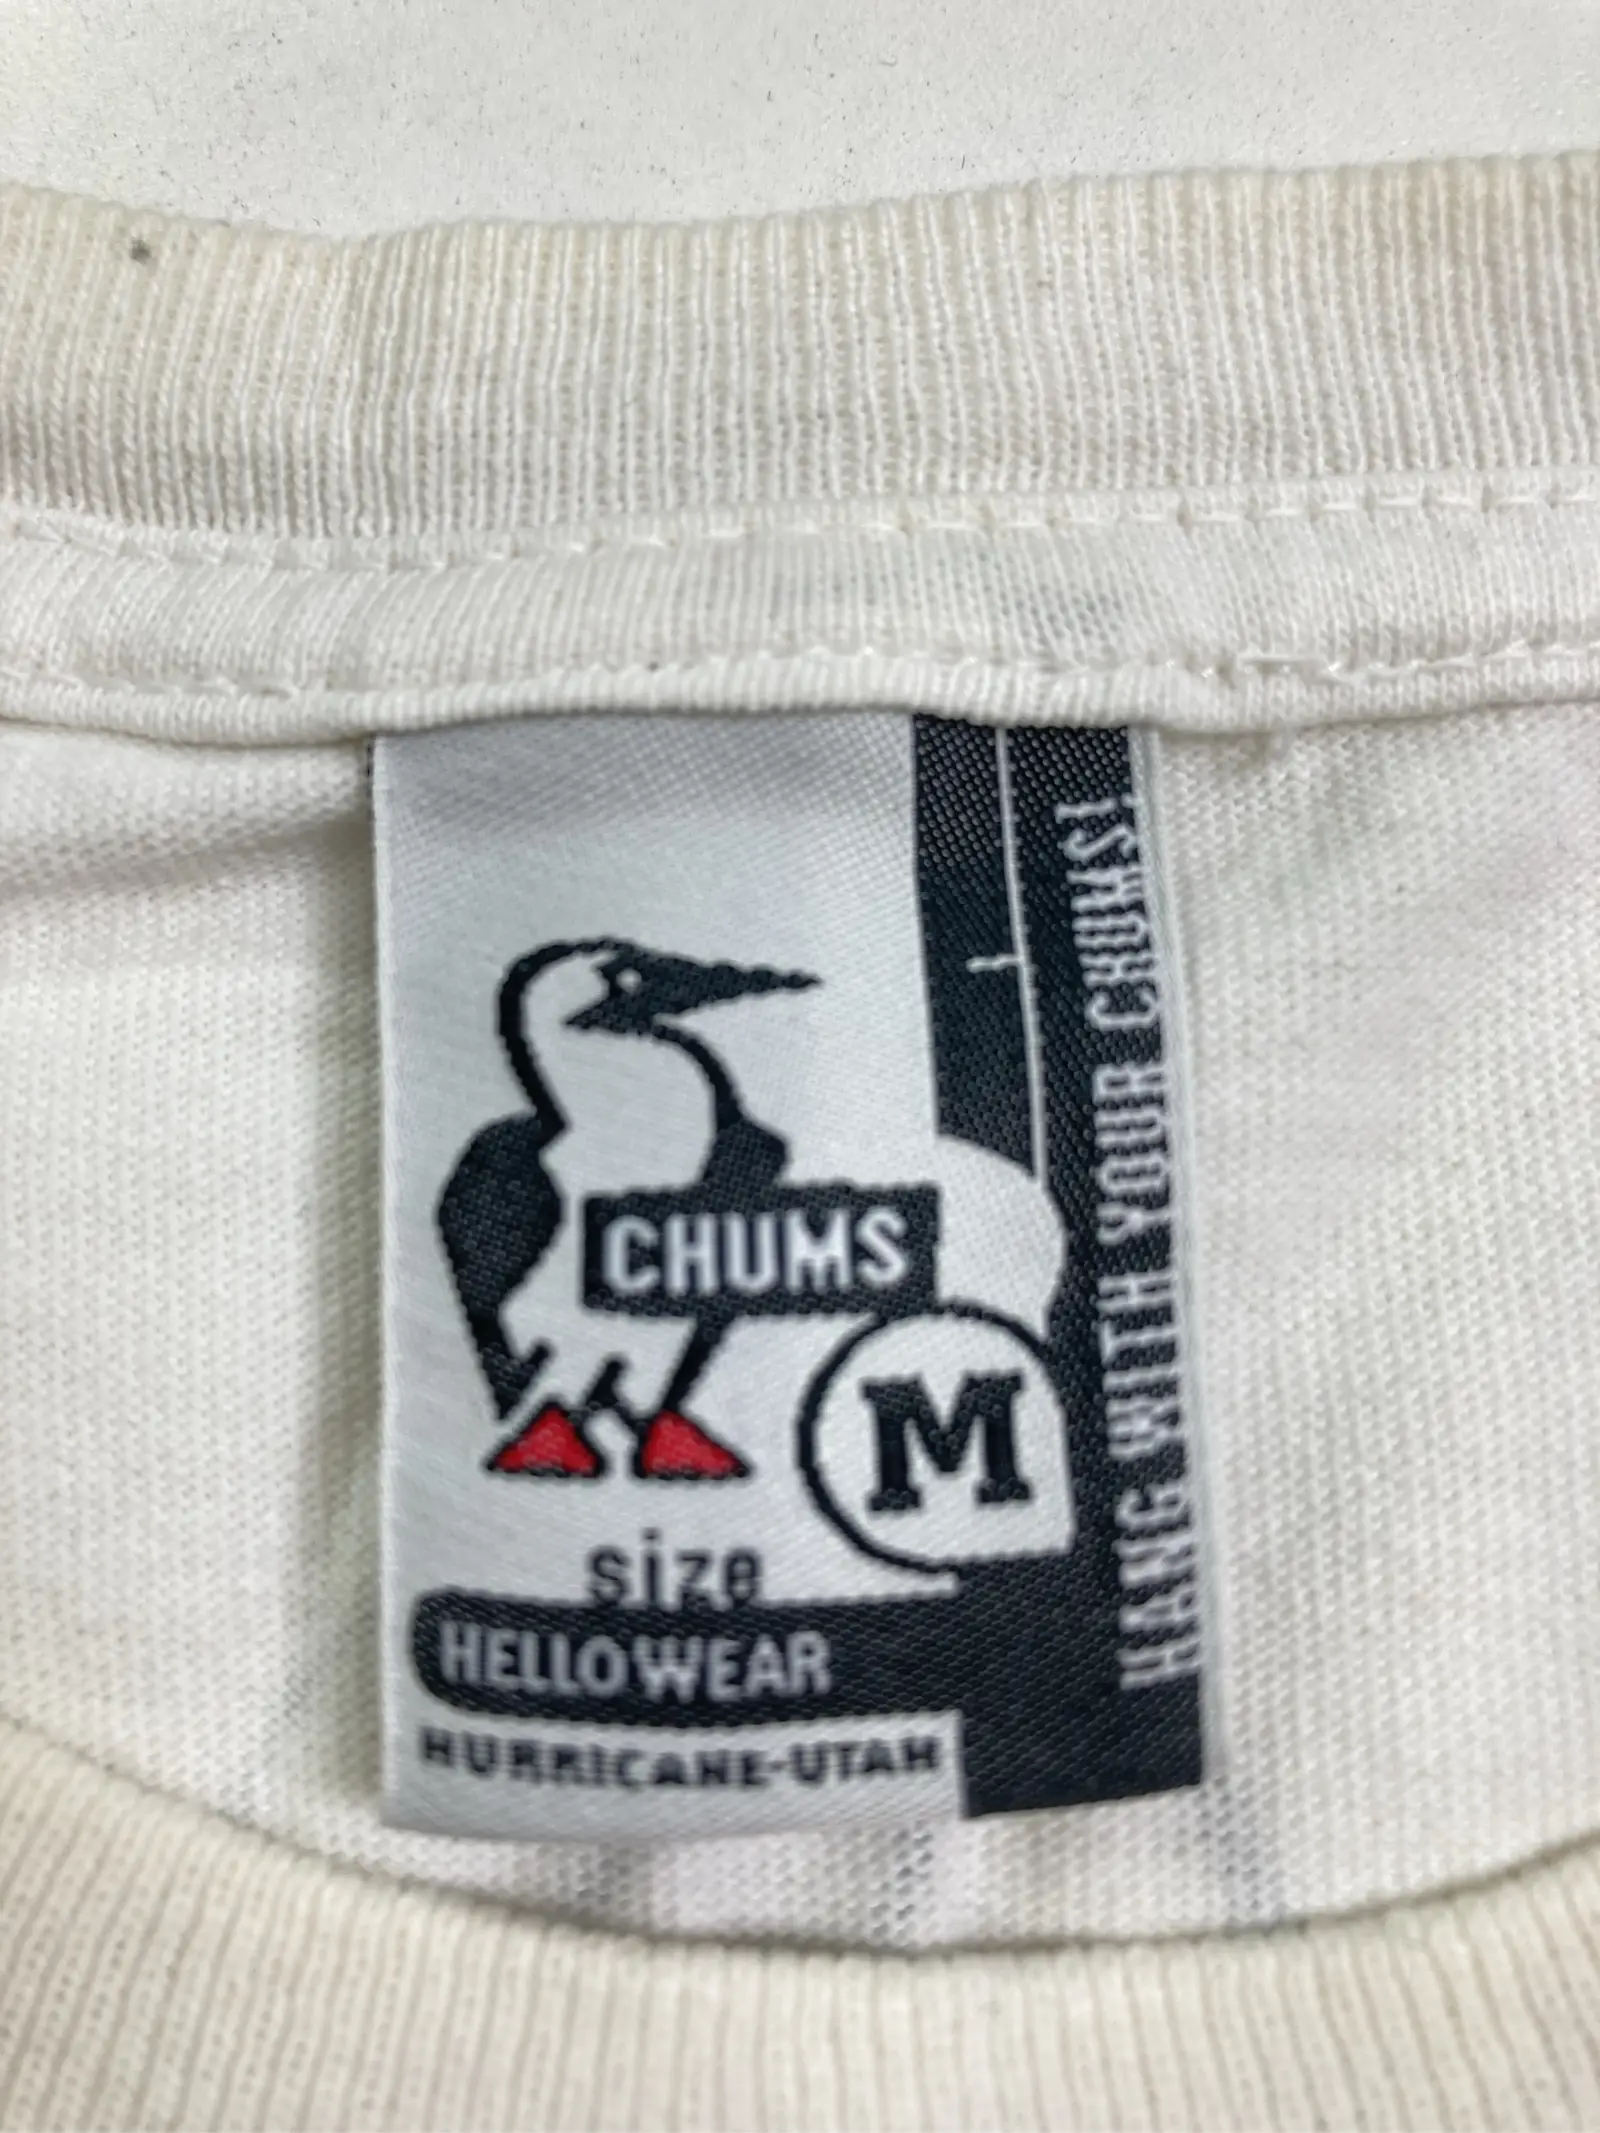 CHUMS
M
size
HELLOWEAR
HURRICANE-UTAH
HANG WITH YOUR CHUMS!